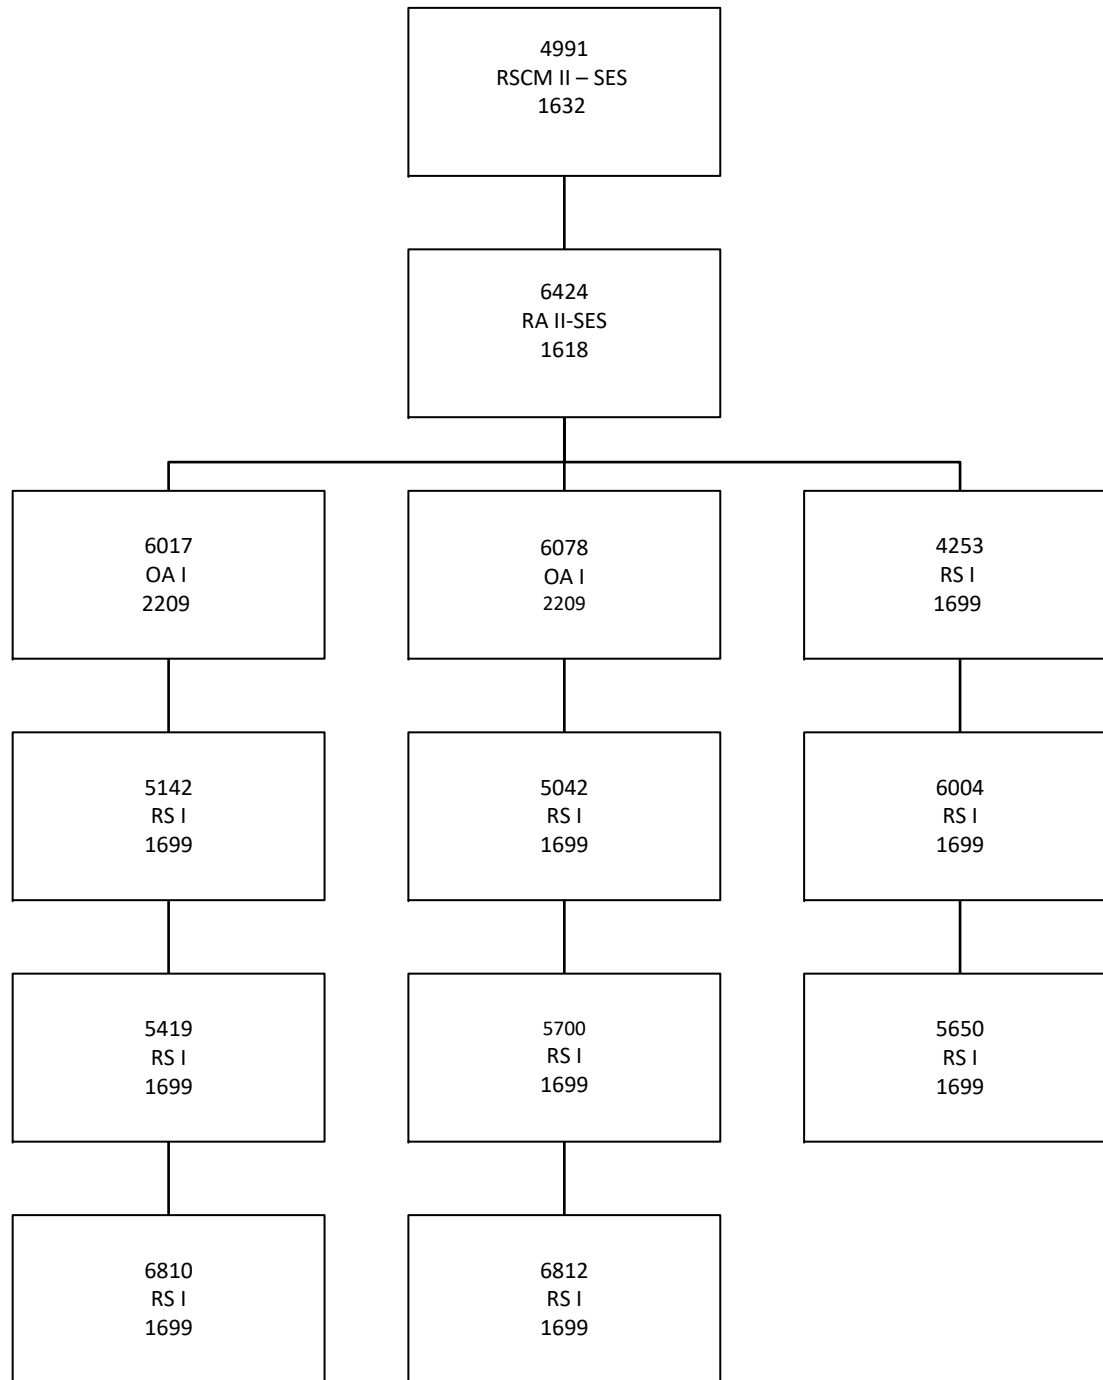 4991
RSCM II – SES
1632
6424
RA II-SES
1618
6017
OA I
2209
6078
OA I
2209
4253
RS I
1699
5142
RS I
1699
5042
RS I
1699
6004
RS I
1699
5419
RS I
1699
5700
RS I
1699
5650
RS I
1699
6810
RS I
1699
6812
RS I
1699